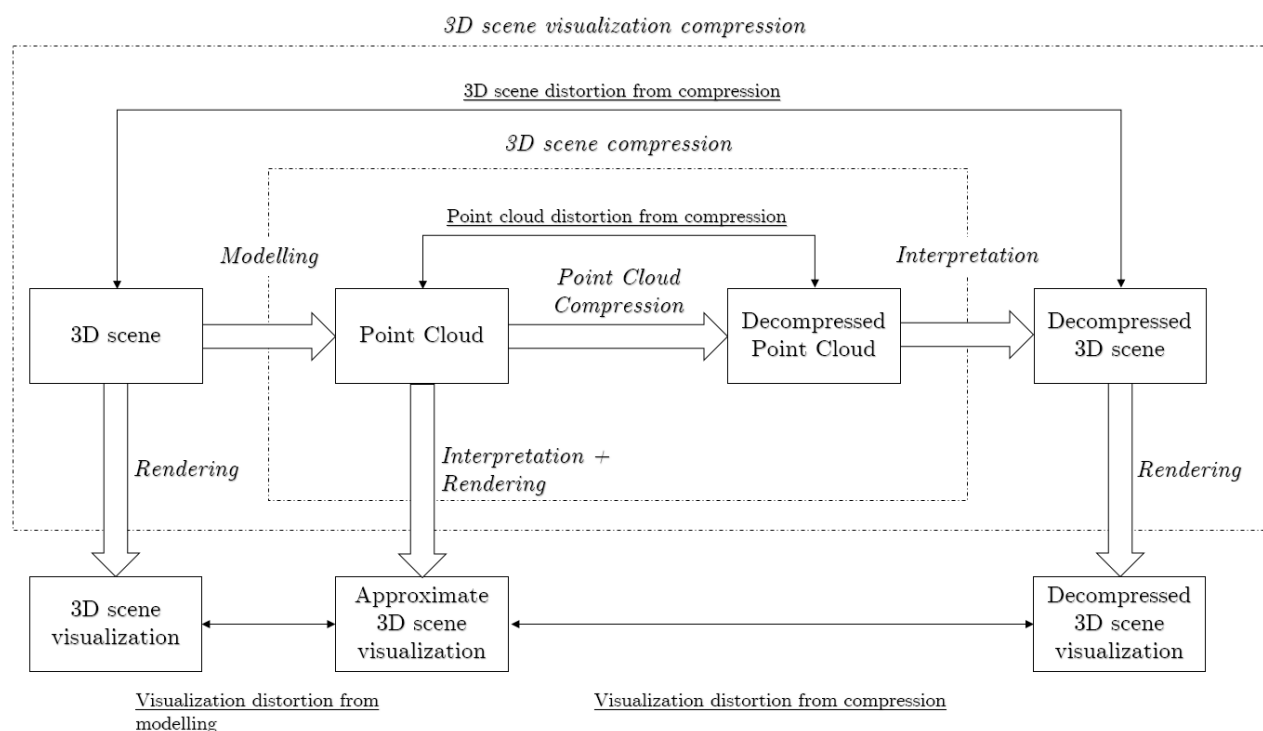 3D scene visualization compression
3D scene distortion from compression
3D scene compression
Point cloud distortion from compression
Modelling
Point Cloud
Compression
Interpretation
3D scene
Point Cloud
Decompressed
Point Cloud
Decompressed
3D scene
Rendering
Interpretation +
Rendering
Rendering
3D scene
visualization
Approximate
3D scene
visualization
Decompressed
3D scene
visualization
Visualization distortion from
modelling
Visualization distortion from compression